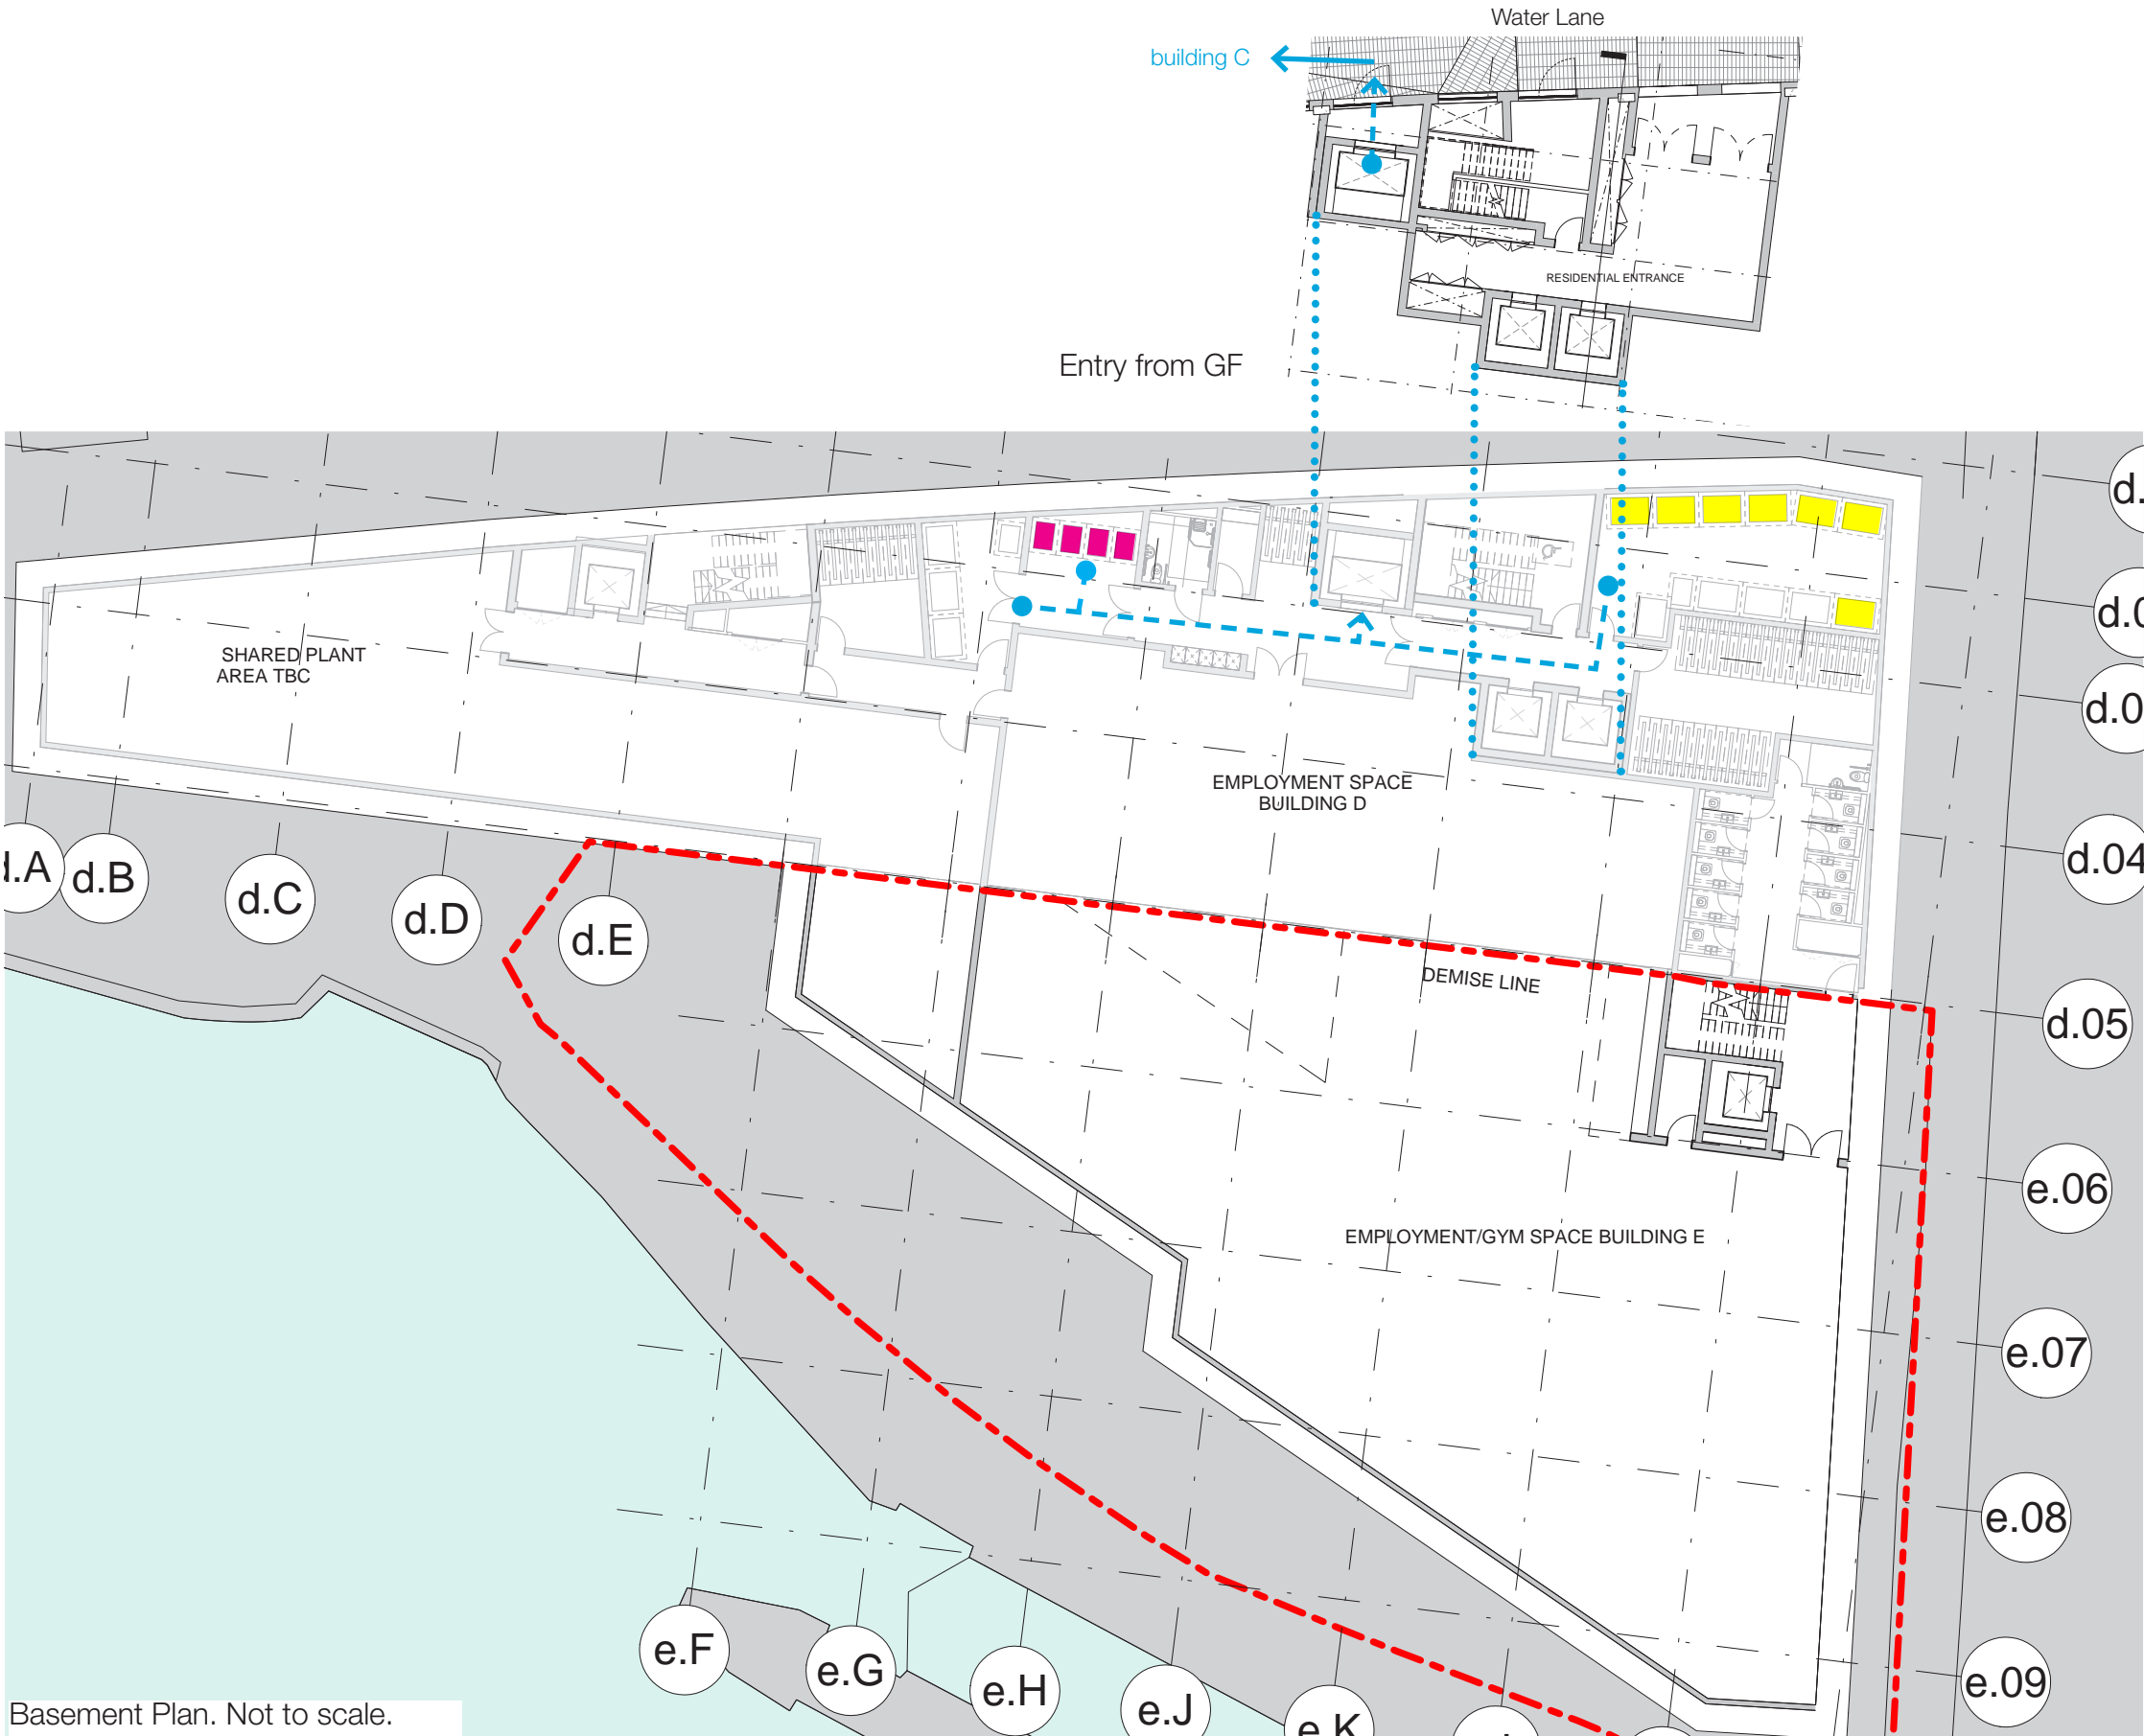 Water Lane
building C
RESIDENTIAL ENTRANCE
Entry from GF
d.
d.0
d.0
SHARED PLANT
AREA TBC
EMPLOYMENT SPACE
BUILDING D
d.04
d.B
d.C
d.D
d.E
DEMISE LINE
d.05
e.06
EMPLOYMENT/GYM SPACE BUILDING E
e.07
e.08
e.F
e.G
e.H
e.J
e.K
e.09
Basement Plan. Not to scale.